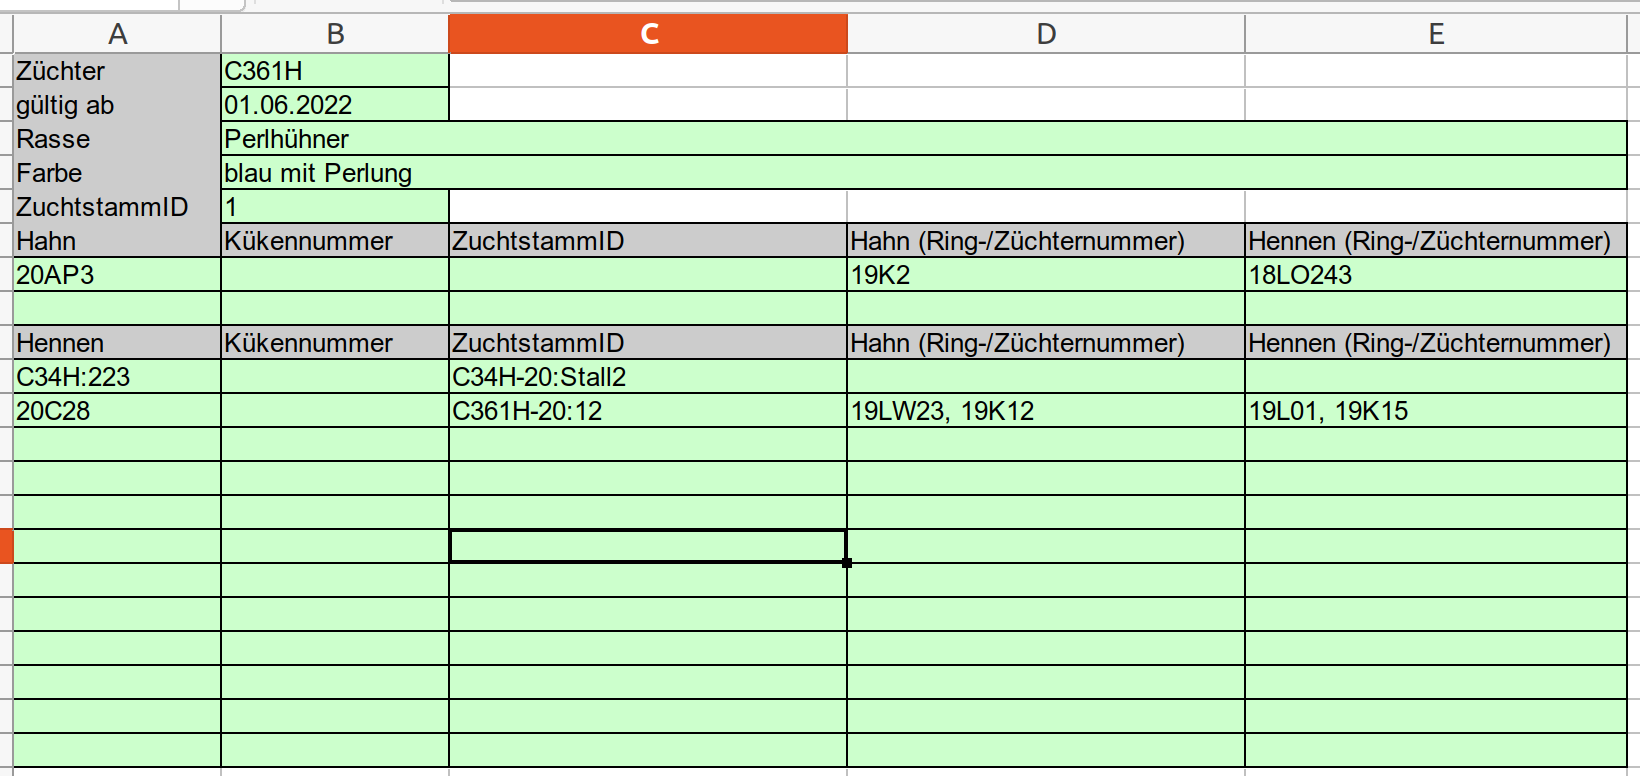 A B C D E
Züchter C361H
gültig ab 01.06.2022
Rasse Perlhühner
Farbe blau mit Perlung
ZuchtstammID 1
Hahn Kükennummer ZuchtstammID Hahn (Ring-/Züchternummer) Hennen (Ring-/Züchternummer)
20AP3 19K2 18LO243
Hennen Kükennummer ZuchtstammID Hahn (Ring-/Züchternummer) Hennen (Ring-/Züchternummer)
C34H:223 C34H-20:Stall2
20C28 C361H-20:12 19LW23, 19K12 19L01, 19K15